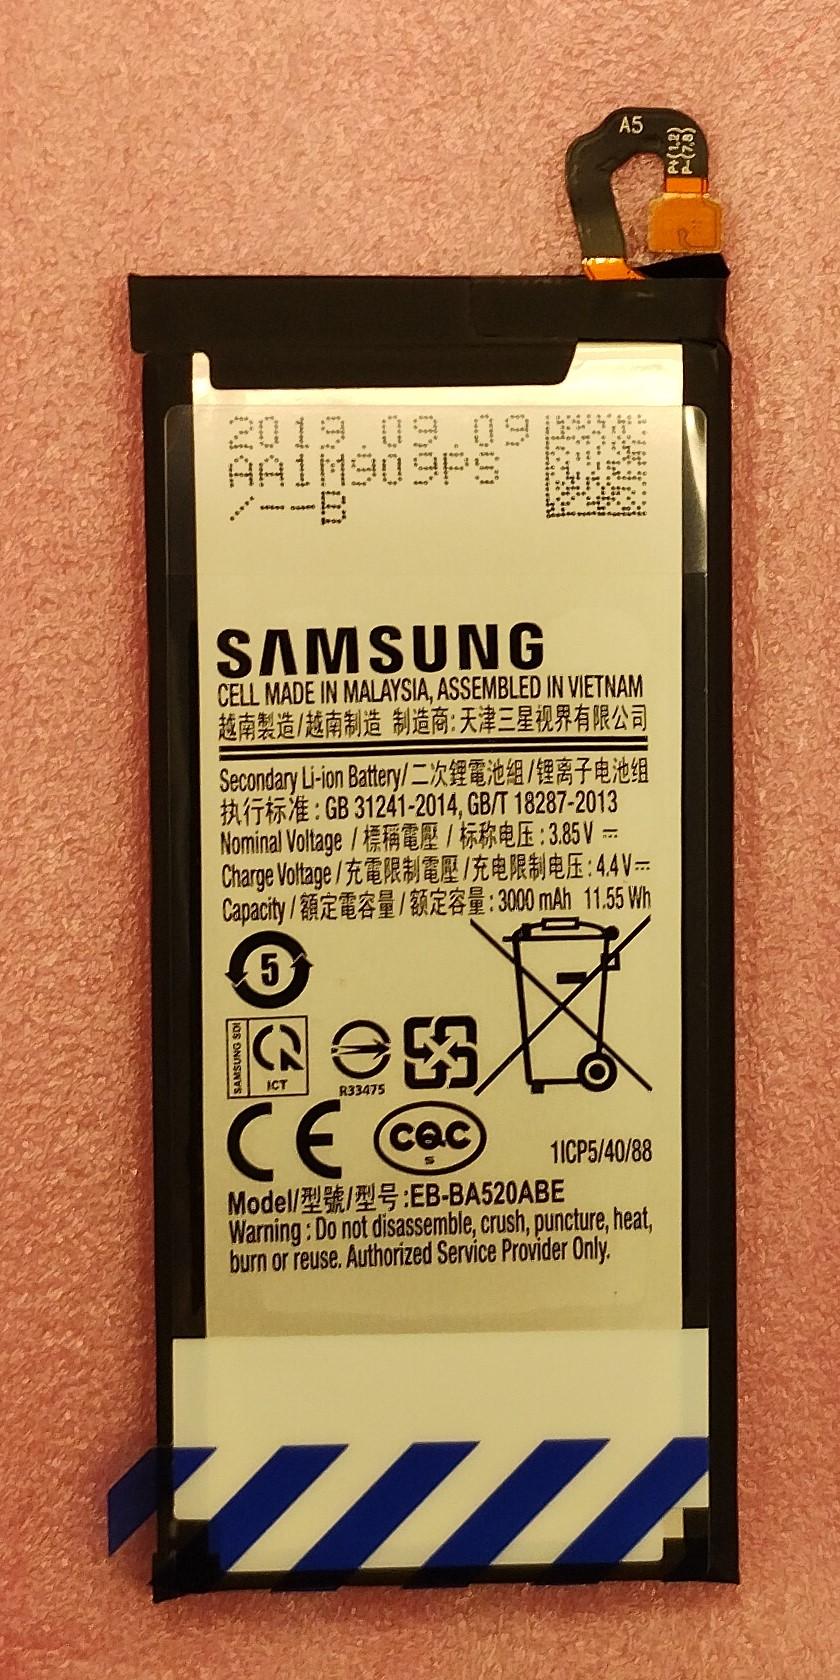 A5
P+(1,2)
P-(7,8)
2019.09.09
AA1M909PS
/--B
SAMSUNG
CELL MADE IN MALAYSIA, ASSEMBLED IN VIETNAM
越南製造/越南制造 制造商:天津三星视界有限公司
Secondary Li-ion Battery/二次鋰電池組/锂离子电池组
执行标准:GB 31241-2014, GB/T 18287-2013
Nominal Voltage / 標稱電壓 / 标称电压:3.85V ⎓
Charge Voltage / 充電限制電壓 / 充电限制电压:4.4V⎓
Capacity / 額定電容量 / 额定容量:3000 mAh 11.55 Wh
5
SAMSUNG SDI
ICT
R33475
CE
CQC
S
1ICP5/40/88
Model/型號/型号:EB-BA520ABE
Warning : Do not disassemble, crush, puncture, heat,
burn or reuse. Authorized Service Provider Only.